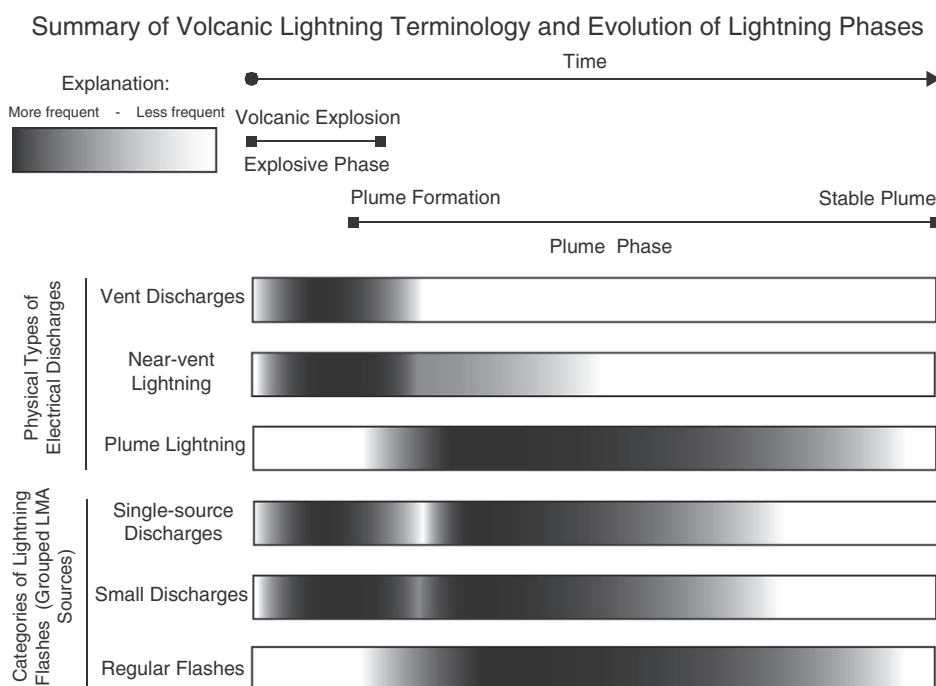 Summary of Volcanic Lightning Terminology and Evolution of Lightning Phases
Explanation:
More frequent - Less frequent
Time
Volcanic Explosion
Explosive Phase
Plume Formation
Stable Plume
Plume Phase
Physical Types of
Electrical Discharges
Vent Discharges
Near-vent
Lightning
Plume Lightning
Categories of Lightning
Flashes (Grouped LMA
Sources)
Single-source
Discharges
Small Discharges
Regular Flashes